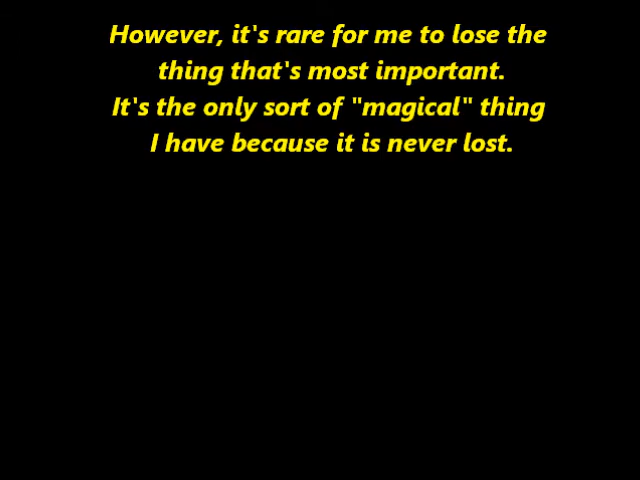 However, it's rare for me to lose the
thing that's most important.
It's the only sort of "magical" thing
I have because it is never lost.